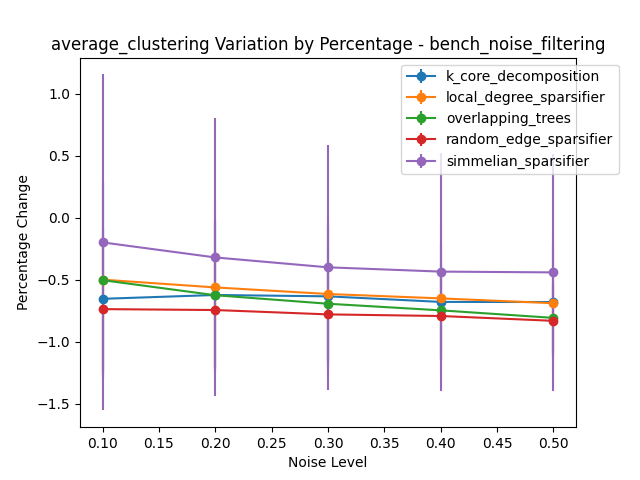 average_clustering Variation by Percentage - bench_noise_filtering
k_core_decomposition
local_degree_sparsifier
overlapping_trees
random_edge_sparsifier
simmelian_sparsifier
Percentage Change
1.0
0.5
0.0
−0.5
−1.0
−1.5
0.10 0.15 0.20 0.25 0.30 0.35 0.40 0.45 0.50
Noise Level